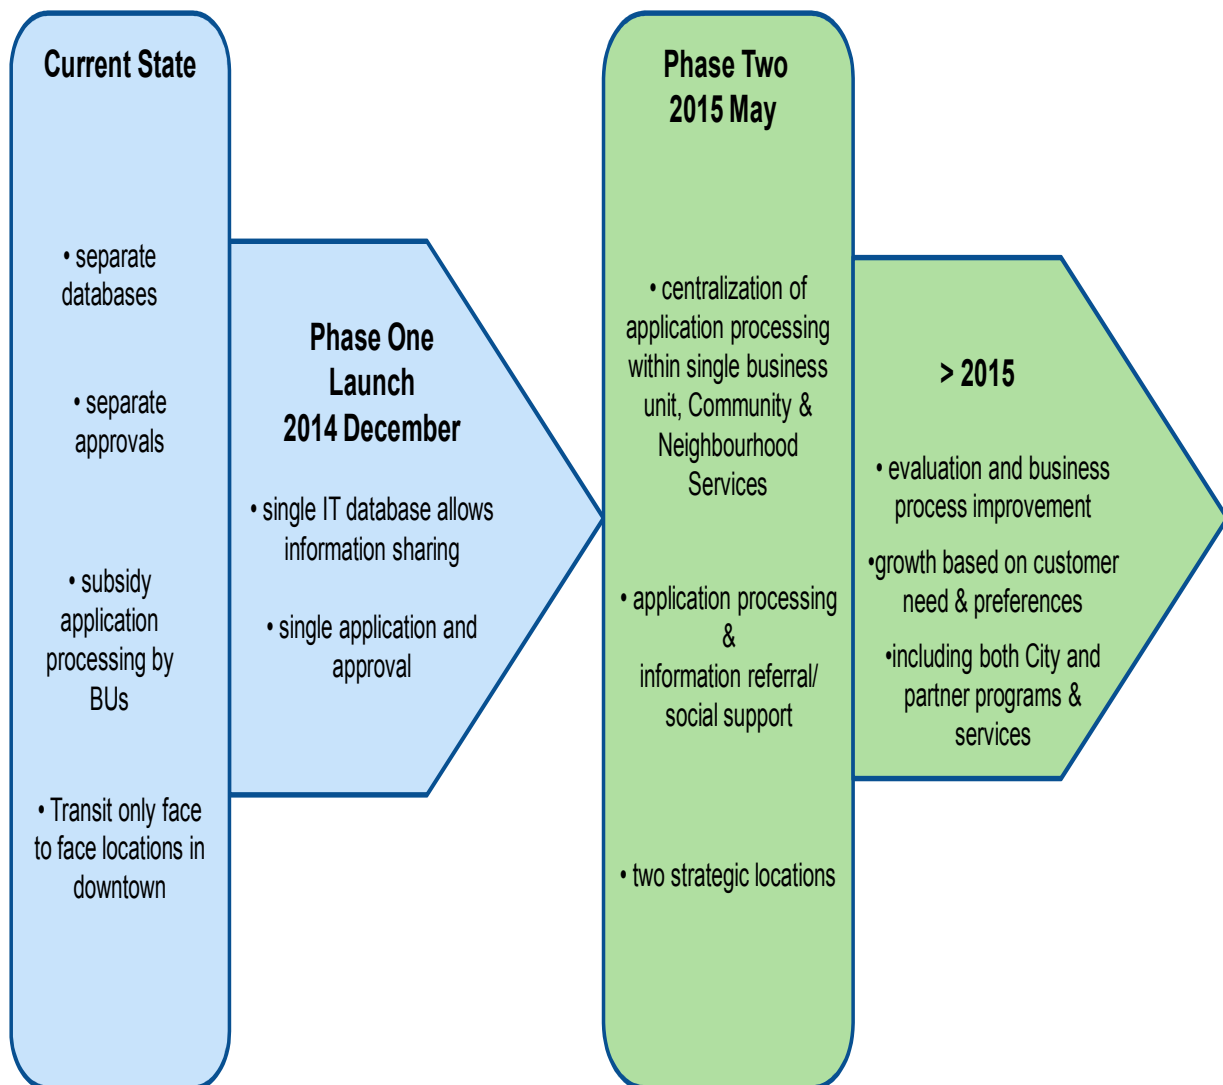 Current State
• separate
databases
• separate
approvals
• subsidy
application
processing by
BUs
• Transit only face
to face locations in
downtown
Phase One
Launch
2014 December
• single IT database allows
information sharing
• single application and
approval
Phase Two
2015 May
• centralization of
application processing
within single business
unit, Community &
Neighbourhood
Services
• application processing
&
information referral/
social support
• two strategic locations
> 2015
• evaluation and business
process improvement
•growth based on customer
need & preferences
•including both City and
partner programs &
services